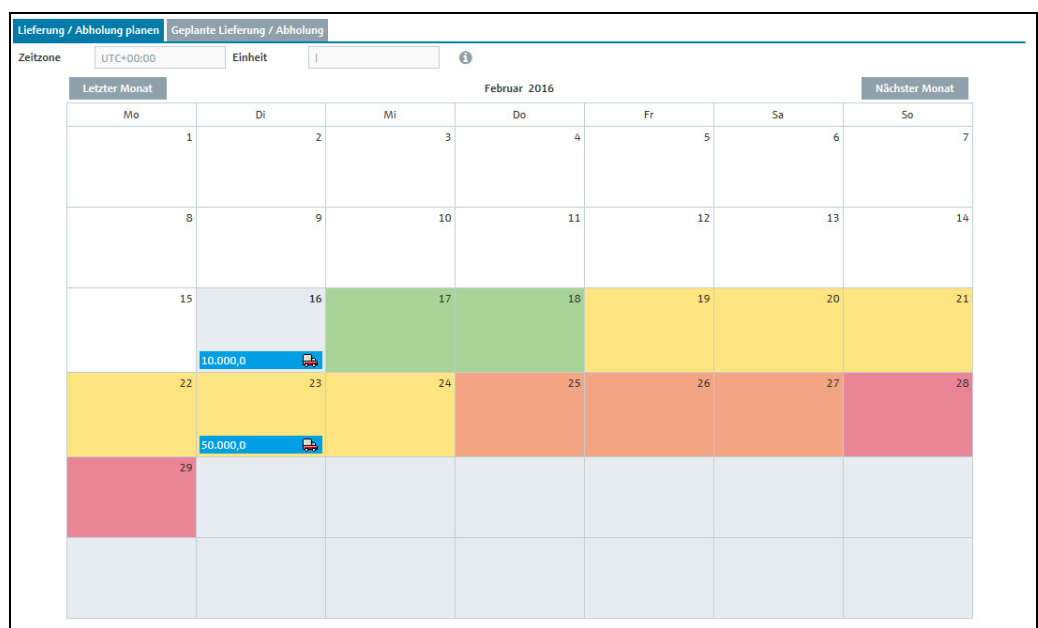 Lieferung / Abholung planen Geplante Lieferung / Abholung
Zeitzone UTC+00:00 Einheit l
Letzter Monat Februar 2016 Nächster Monat
Mo Di Mi Do Fr Sa So
1 2 3 4 5 6 7
8 9 10 11 12 13 14
15 16 17 18 19 20 21
10.000,0
22 23 24 25 26 27 28
50.000,0
29